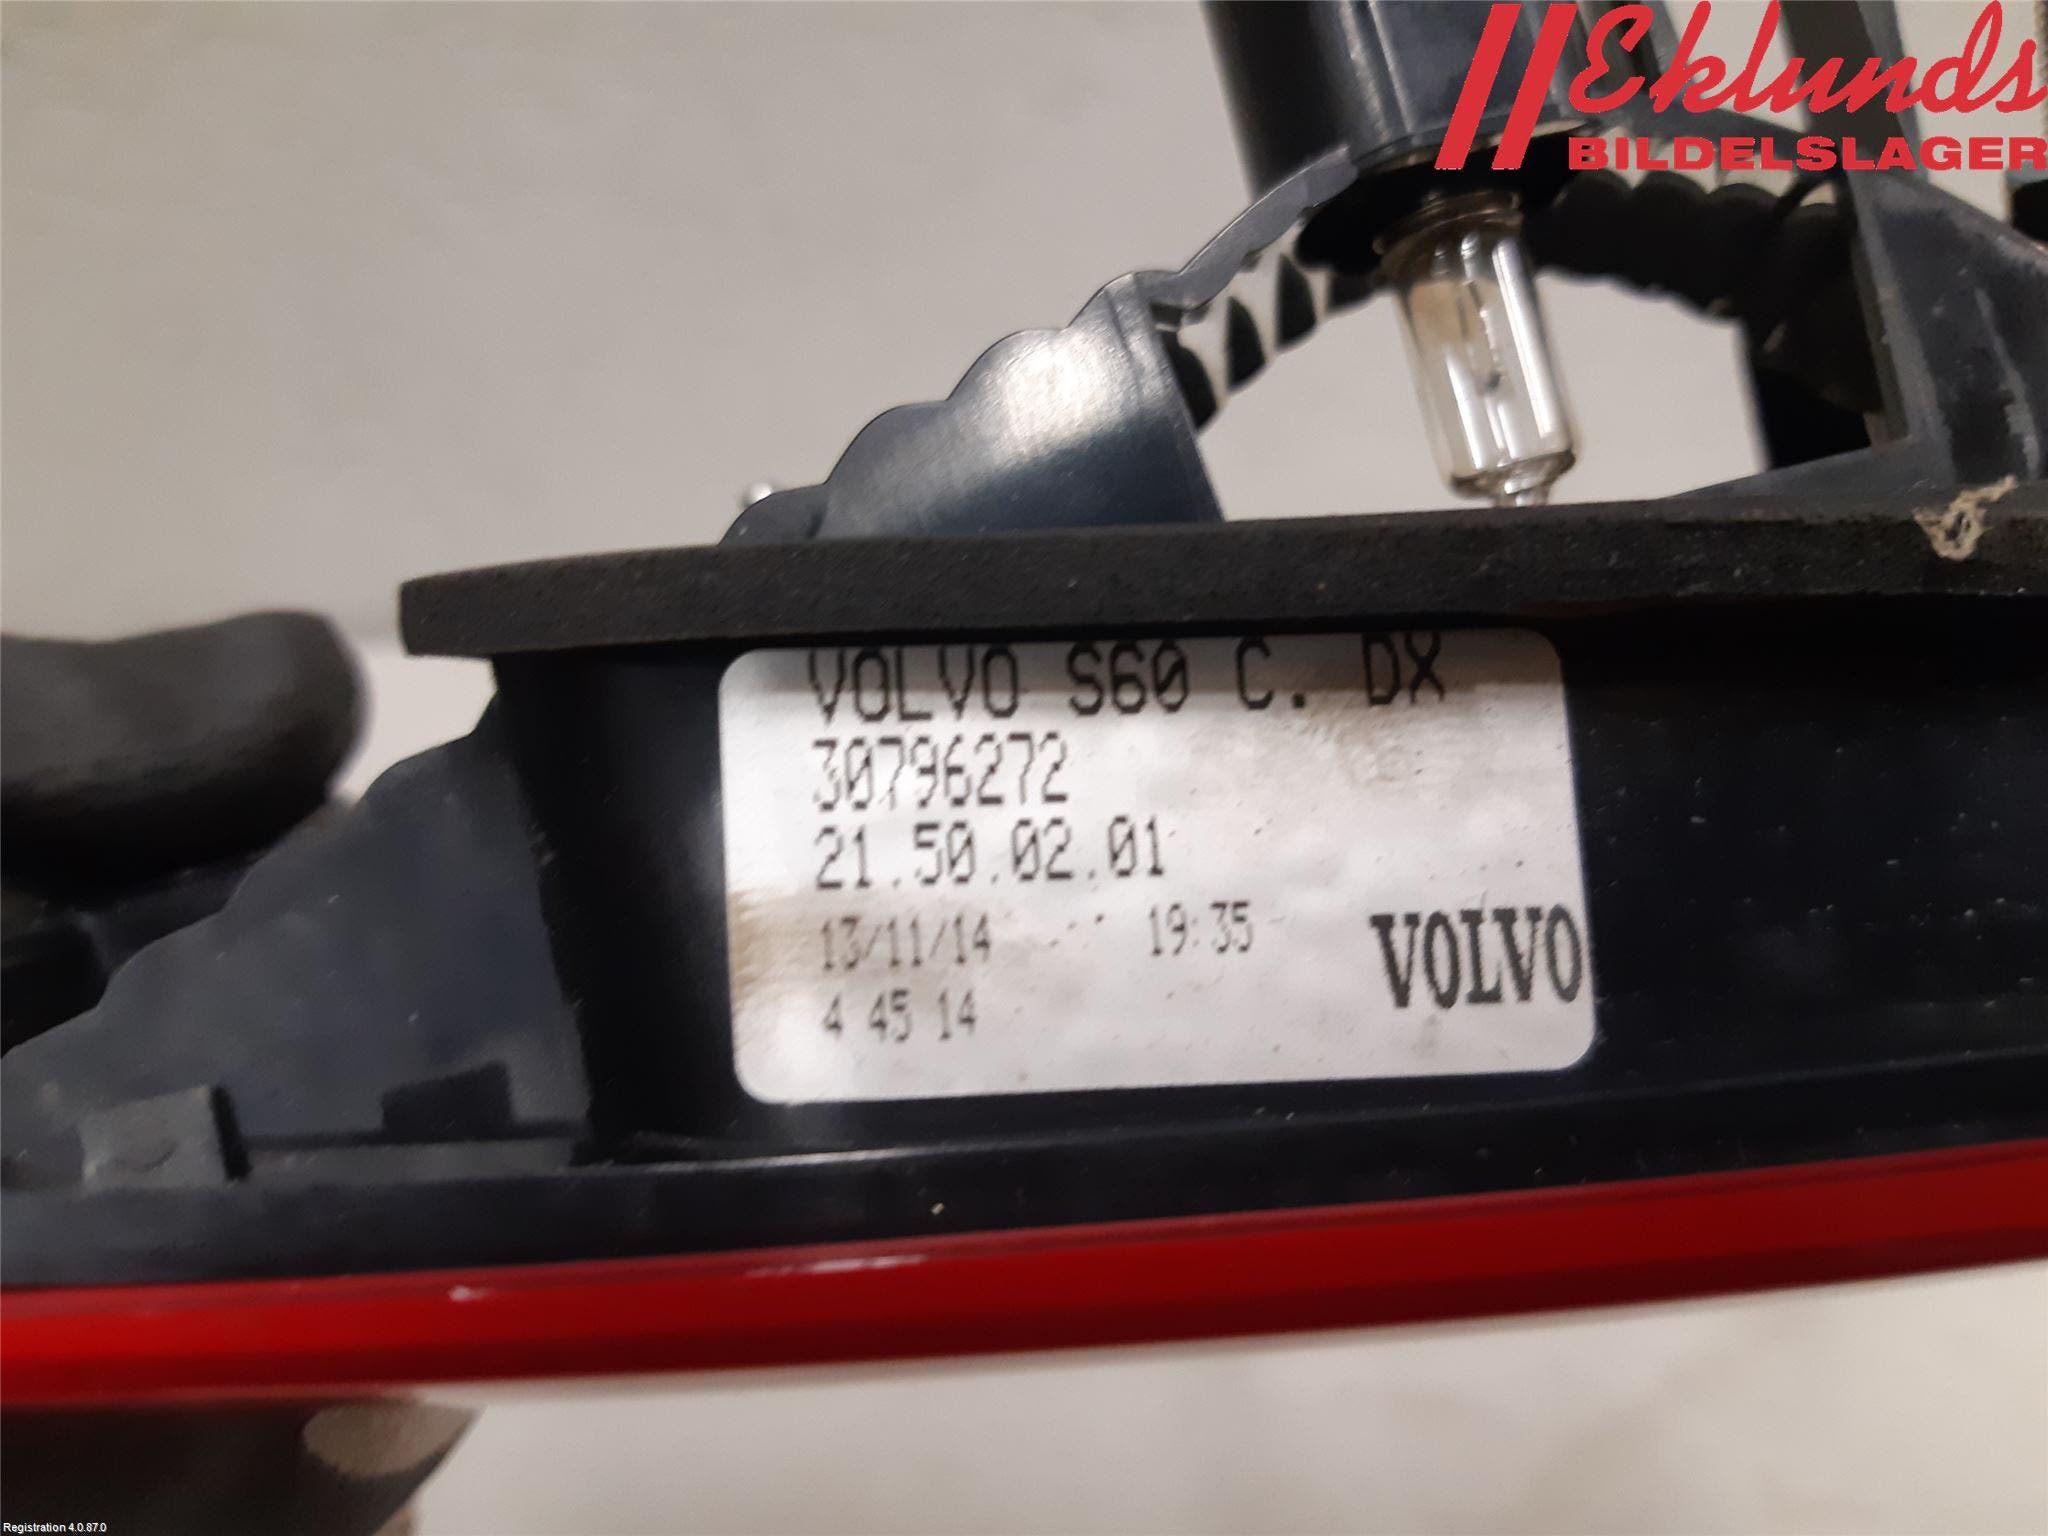 Eklunds
BILDELSLAGER
VOLVO S60 C. DX
30796272
21.50.02.01
13/11/14 19:35
4 45 14
VOLVO
Registration 4.0.87.0